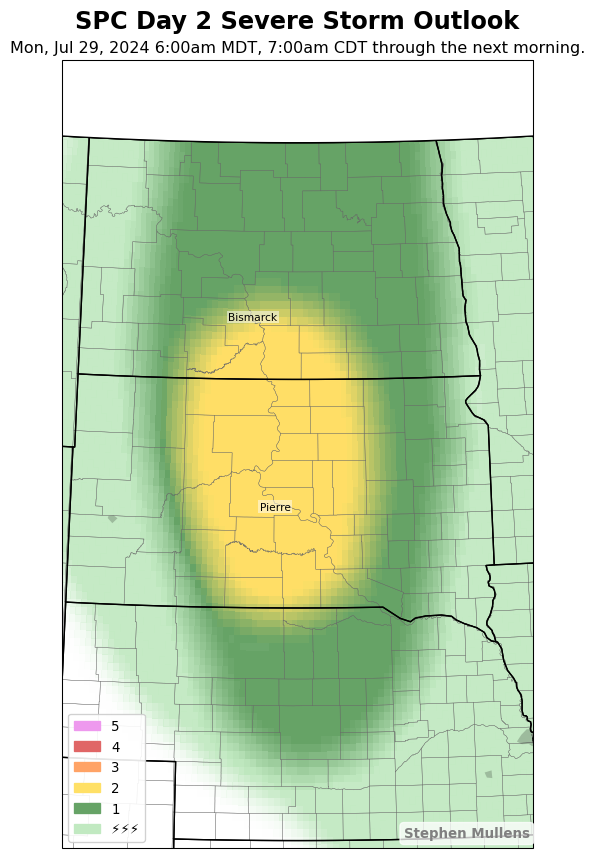 SPC Day 2 Severe Storm Outlook
Mon, Jul 29, 2024 6:00am MDT, 7:00am CDT through the next morning.
Bismarck
Pierre
5
4
3
2
1
⚡⚡⚡
Stephen Mullens